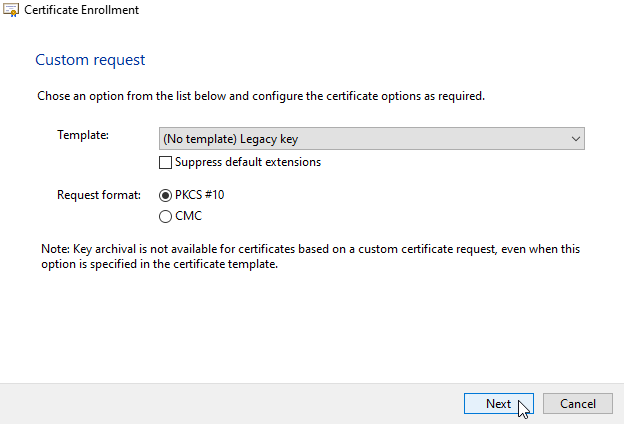 Certificate Enrollment
Custom request
Chose an option from the list below and configure the certificate options as required.
Template:
(No template) Legacy key
Suppress default extensions
Request format:
PKCS #10
CMC
Note: Key archival is not available for certificates based on a custom certificate request, even when this
option is specified in the certificate template.
Next
Cancel